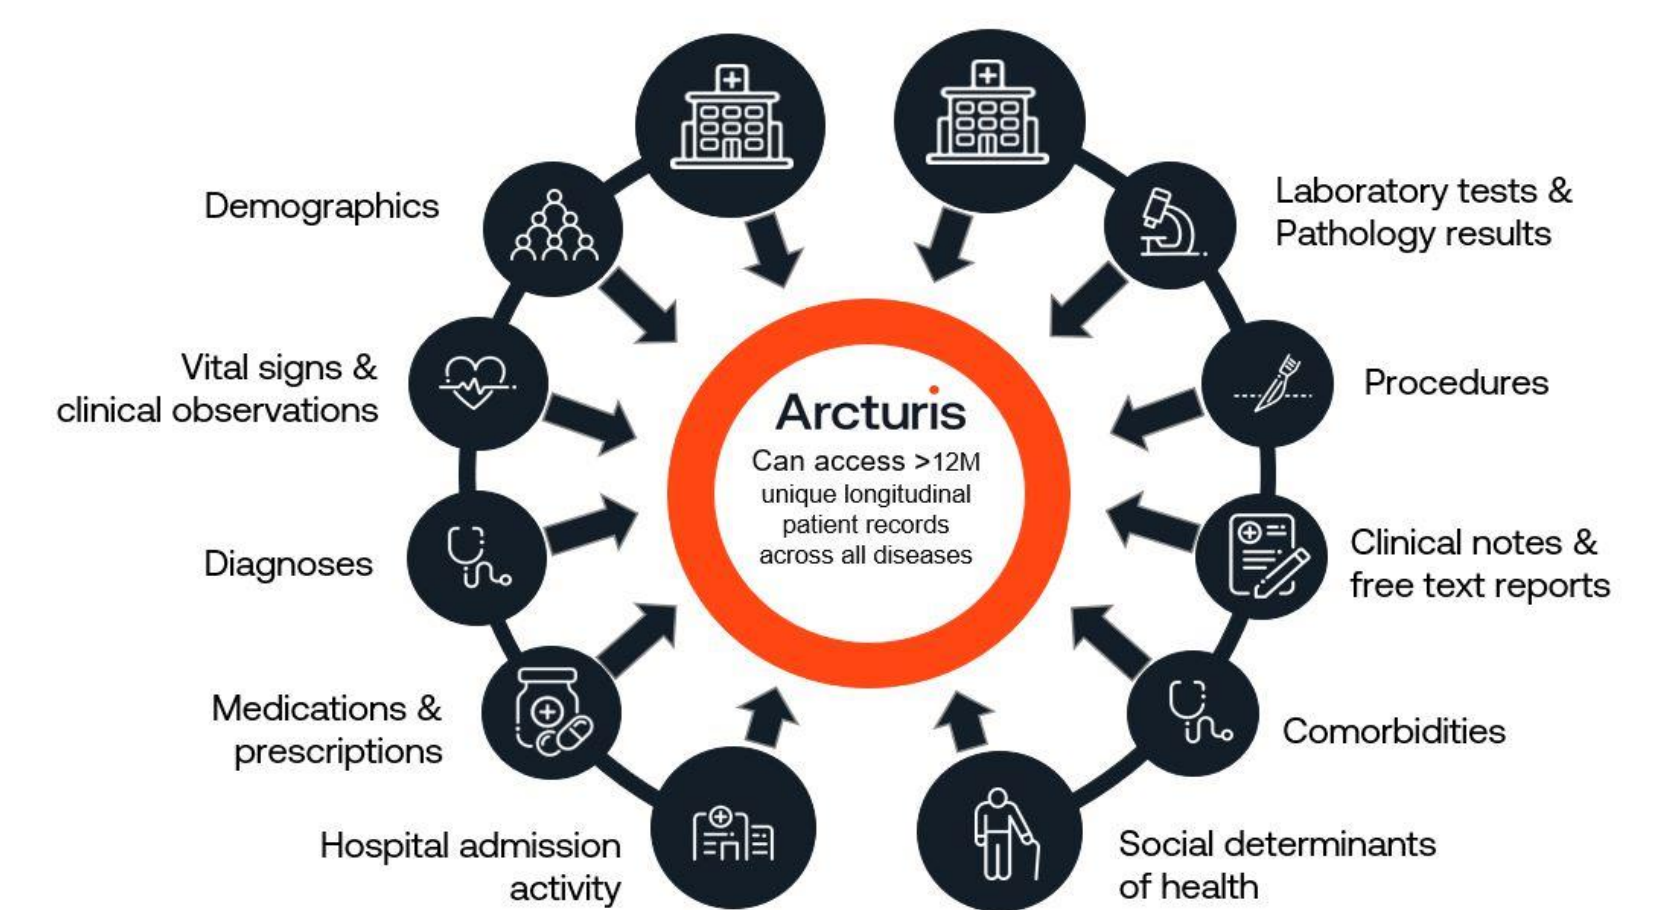 Demographics
Vital signs &
clinical observations
Diagnoses
Medications &
prescriptions
Hospital admission
activity
Arcturis
Can access >12M
unique longitudinal
patient records
across all diseases
Laboratory tests &
Pathology results
Procedures
Clinical notes &
free text reports
Comorbidities
Social determinants
of health